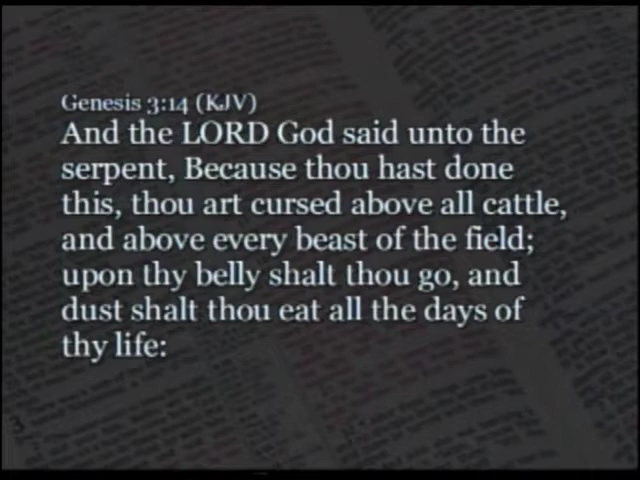 Genesis 3:14 (KJV)
And the LORD God said unto the
serpent, Because thou hast done
this, thou art cursed above all cattle,
and above every beast of the field;
upon thy belly shalt thou go, and
dust shalt thou eat all the days of
thy life: